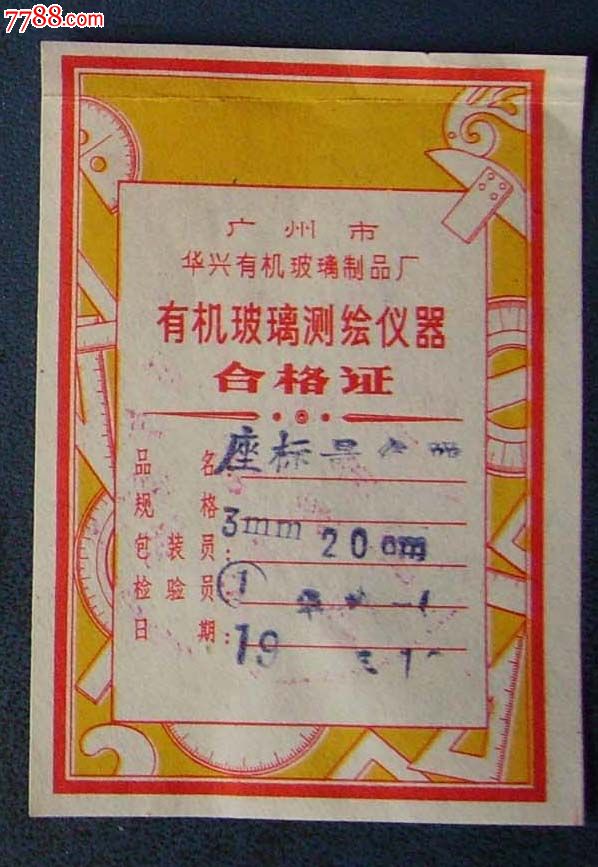 7788.com
广州市
华兴有机玻璃制品厂
有机玻璃测绘仪器
合格证
品名：座标
规格 3mm 20cm
包装员：
检验员：1
日期：19